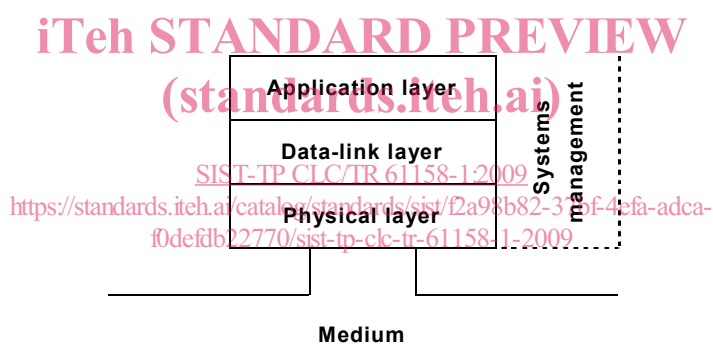 iTeh STANDARD PREVIEW
(standards.iteh.ai)
Application layer
Data-link layer
SIST-TP CLC/TR 61158-1:2009
https://standards.iteh.ai/catalog/standards/sist/f2a98b82- -4efa-adca-
f0defdb22770/sist-tp-clc-tr-61158-1-2009
Physical layer
Systems
management
Medium